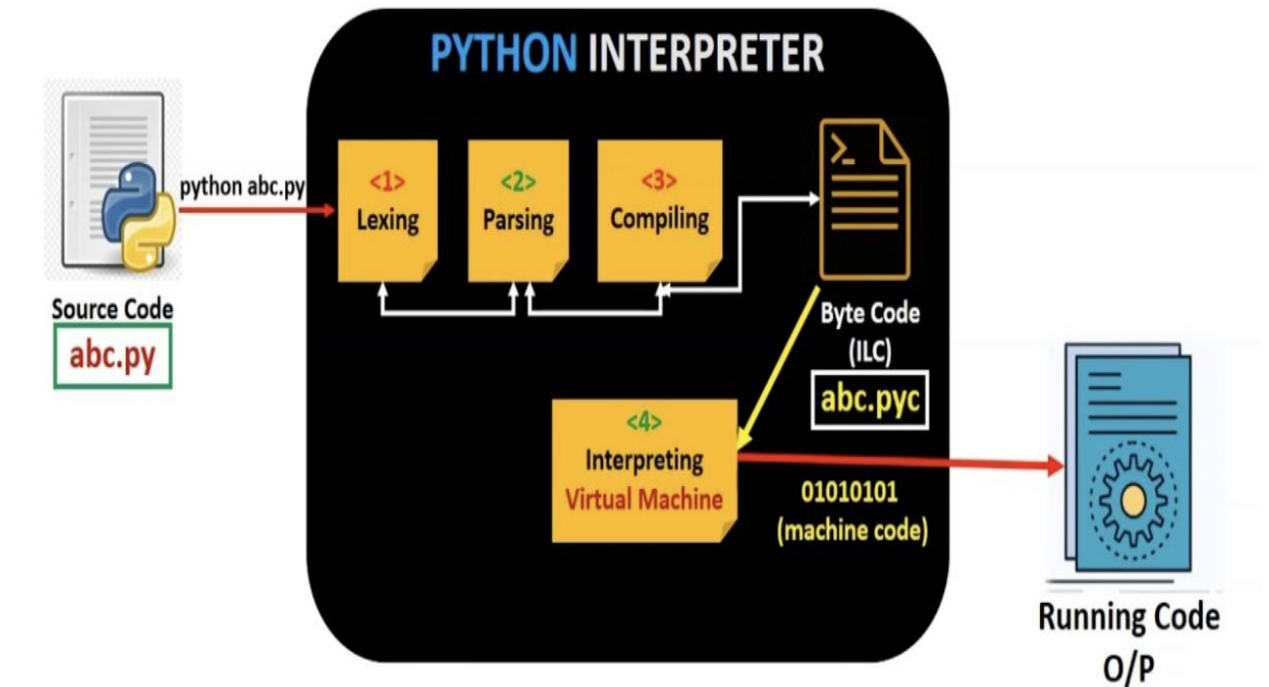 PYTHON INTERPRETER
python abc.py
Source Code
abc.py
<1>
Lexing
<2>
Parsing
<3>
Compiling
>_
Byte Code
(ILC)
abc.pyc
<4>
Interpreting
Virtual Machine
01010101
(machine code)
Running Code
O/P